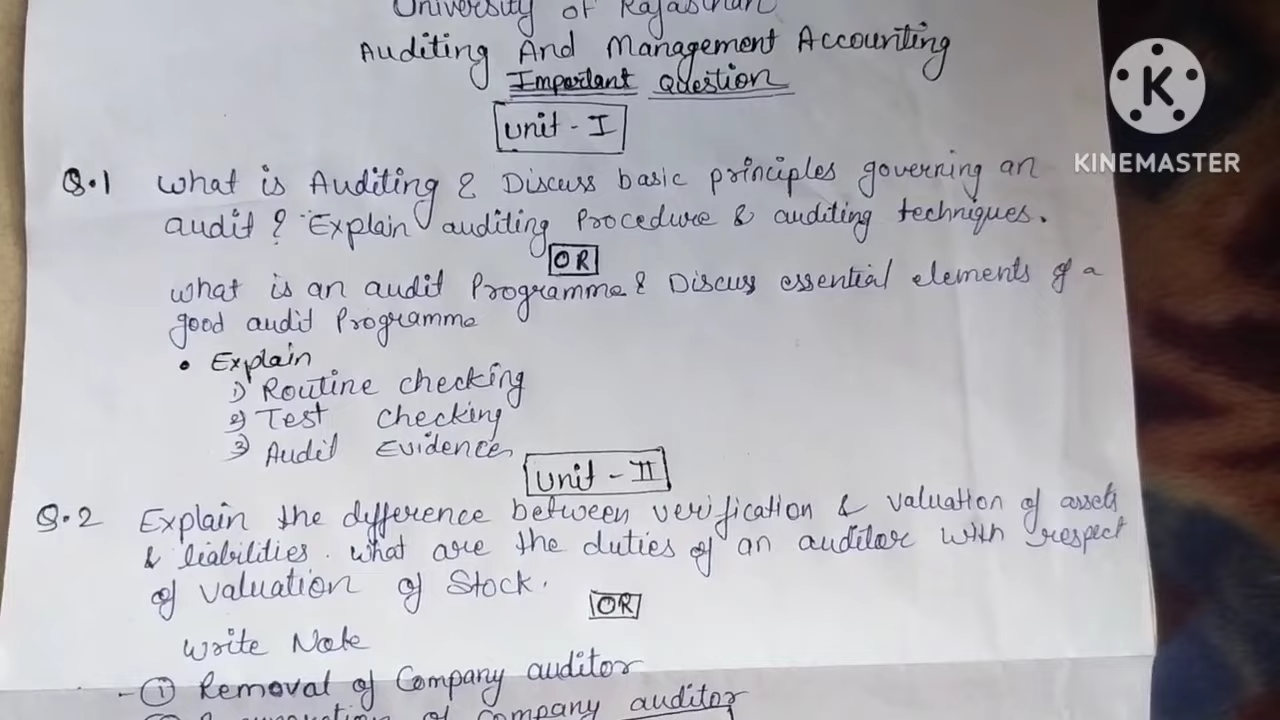 University of Rajasthan
Auditing And Management Accounting
Important Question
Unit - I
Q.1 What is Auditing & Discuss basic principles governing an
audit? Explain auditing Procedure & auditing techniques.
OR
What is an audit Programme & Discuss essential elements of a
good audit Programme
• Explain
1) Routine checking
2) Test checking
3) Audit Evidence
Unit - II
Q.2 Explain the difference between verification & valuation of assets
& liabilities. What are the duties of an auditor with respect
of valuation of Stock.
OR
Write Note
- ① Removal of Company auditor
of company auditor
K
KINEMASTER